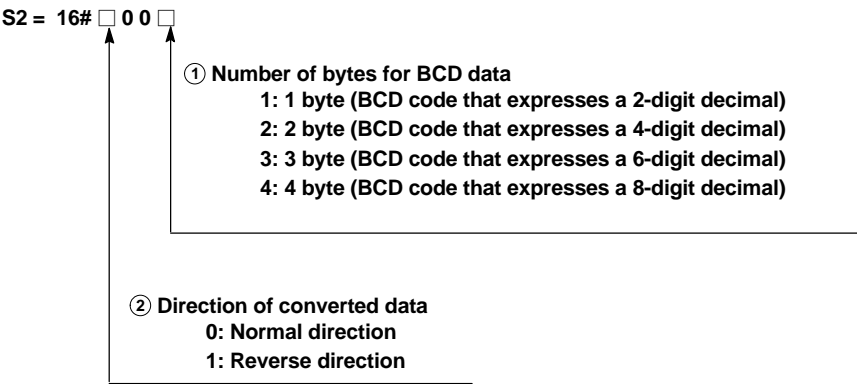 S2 = 16# □ 0 0 □
① Number of bytes for BCD data
1: 1 byte (BCD code that expresses a 2-digit decimal)
2: 2 byte (BCD code that expresses a 4-digit decimal)
3: 3 byte (BCD code that expresses a 6-digit decimal)
4: 4 byte (BCD code that expresses a 8-digit decimal)
② Direction of converted data
0: Normal direction
1: Reverse direction